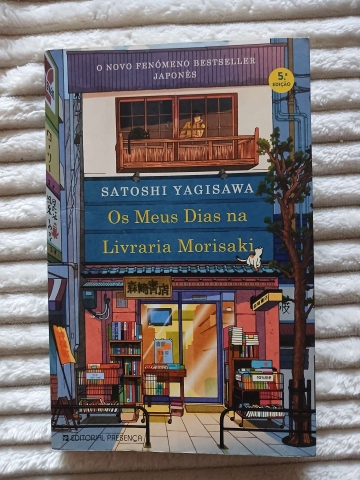 O NOVO FENÓMENO BESTSELLER
JAPONÊS
5.ª
EDIÇÃO
SATOSHI YAGISAWA
Os Meus Dias na
Livraria Morisaki
森崎書店
EDITORIAL PRESENÇA